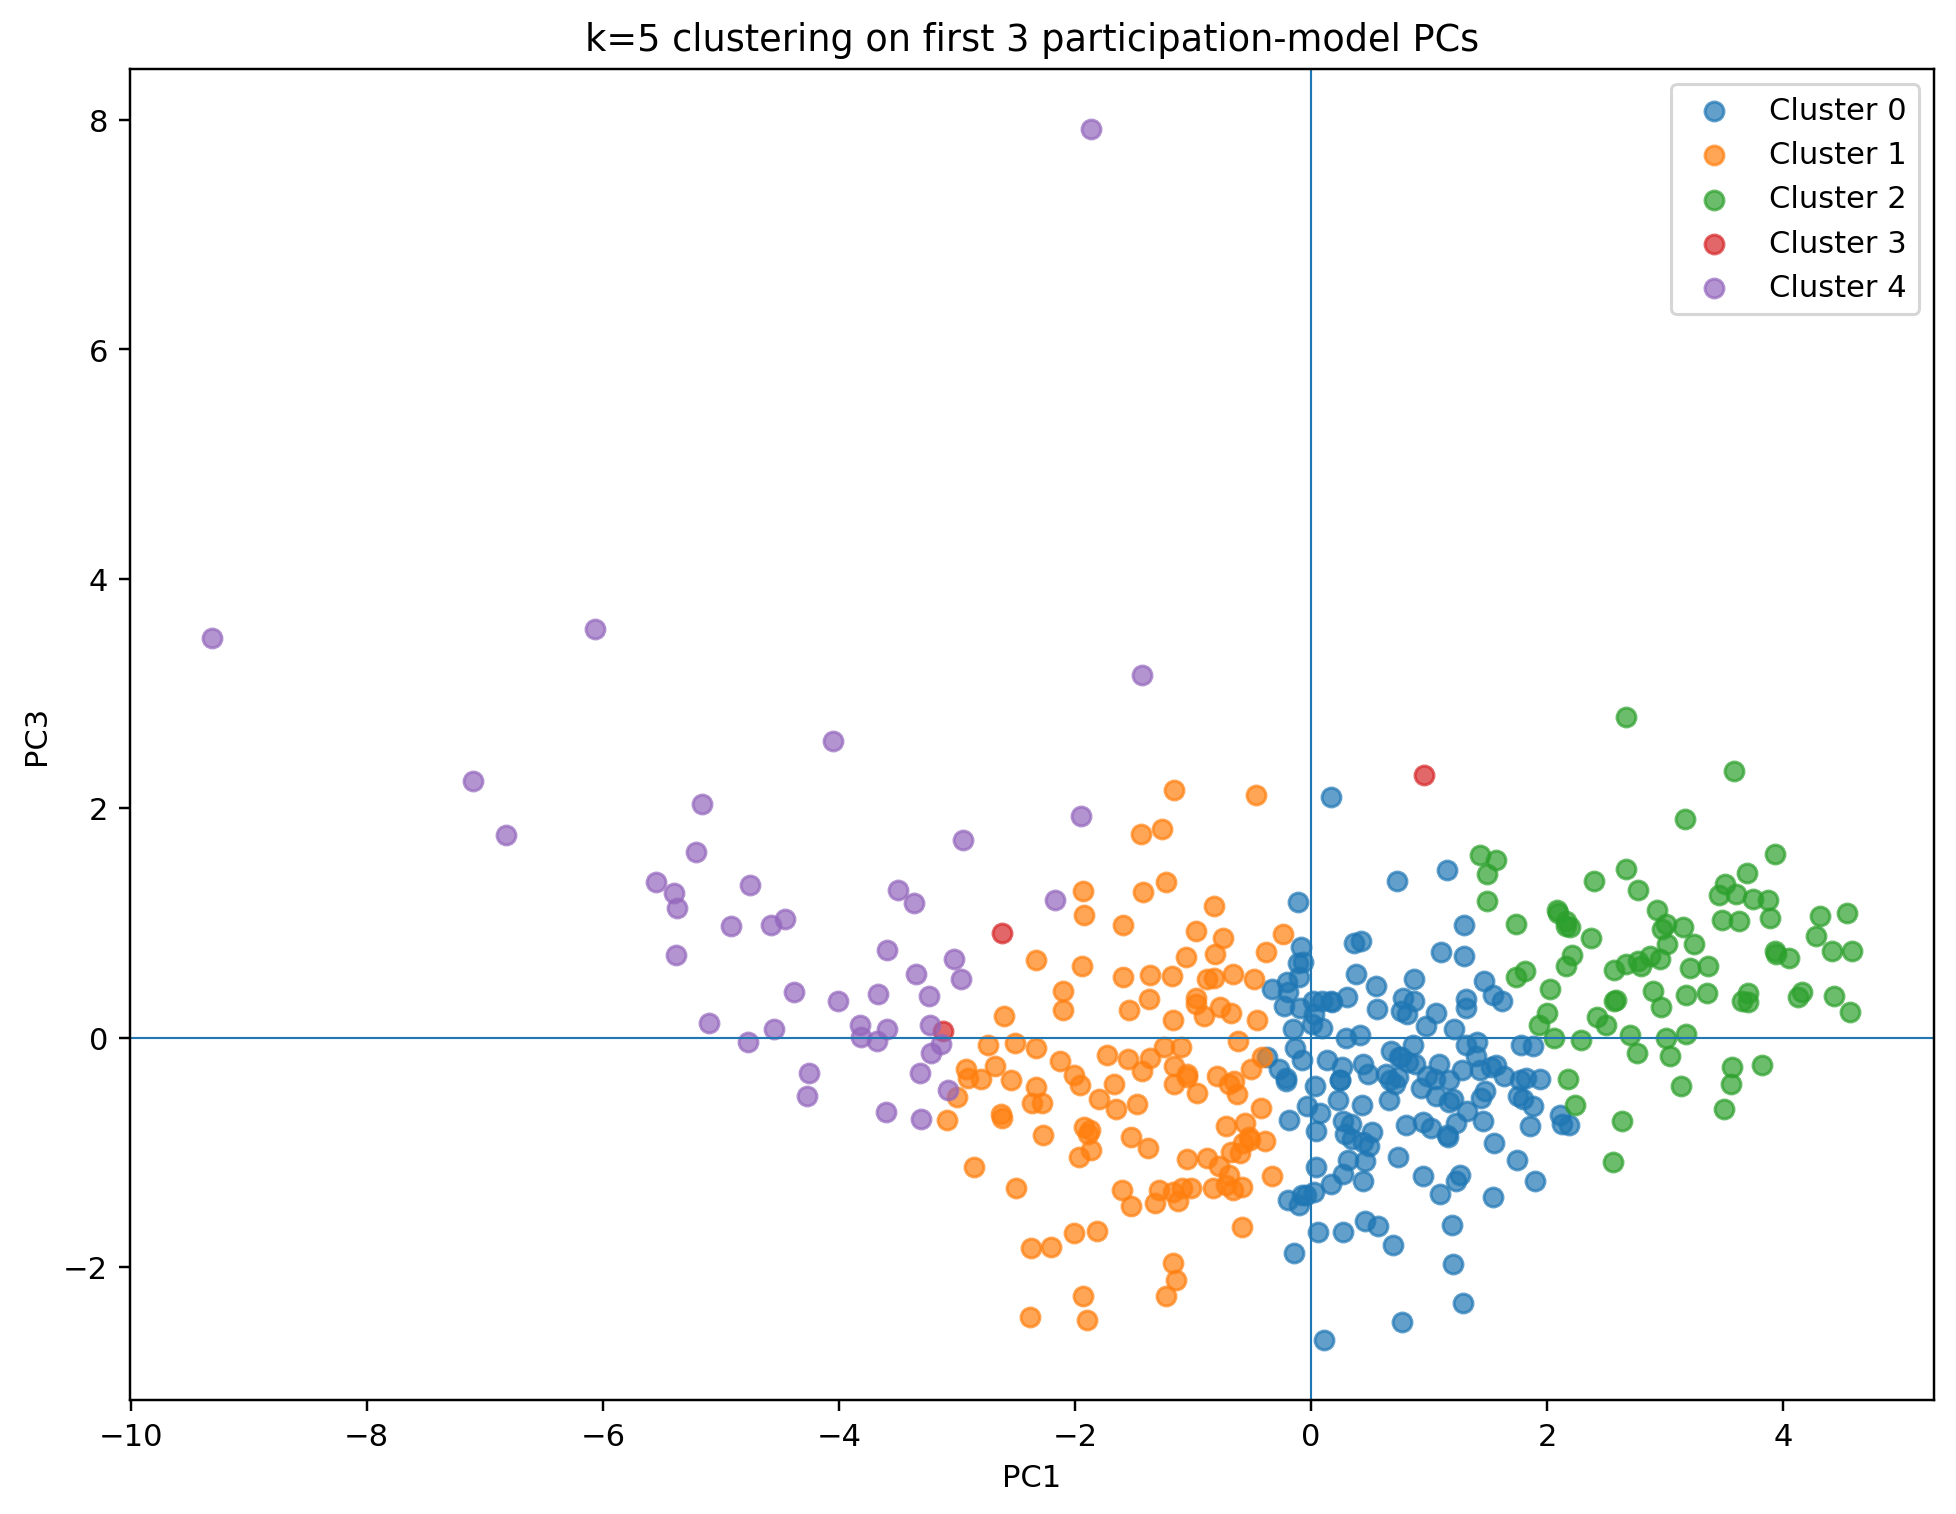 k=5 clustering on first 3 participation-model PCs
Cluster 0
Cluster 1
Cluster 2
Cluster 3
Cluster 4
PC3
8
6
4
2
0
−2
−10
−8
−6
−4
−2
0
2
4
PC1